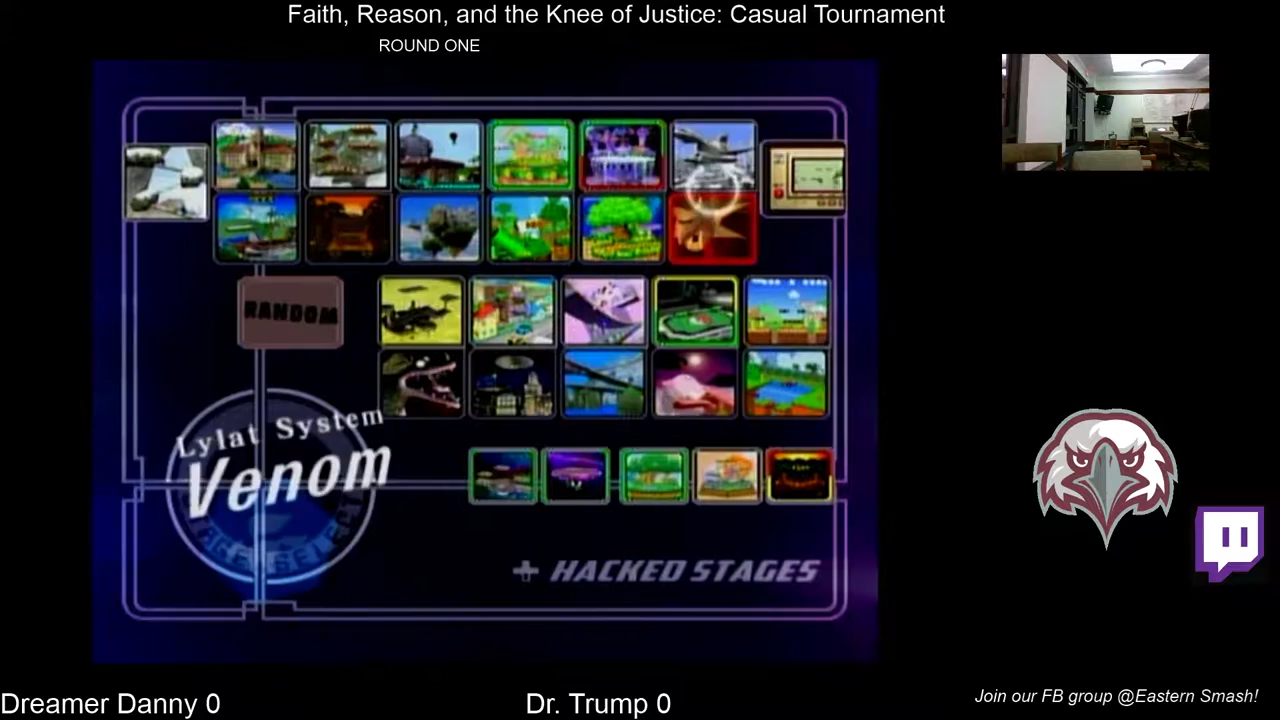 Faith, Reason, and the Knee of Justice: Casual Tournament
ROUND ONE
RANDOM
Lylat System
Venom
+ HACKED STAGES
Dreamer Danny 0
Dr. Trump 0
Join our FB group @Eastern Smash!